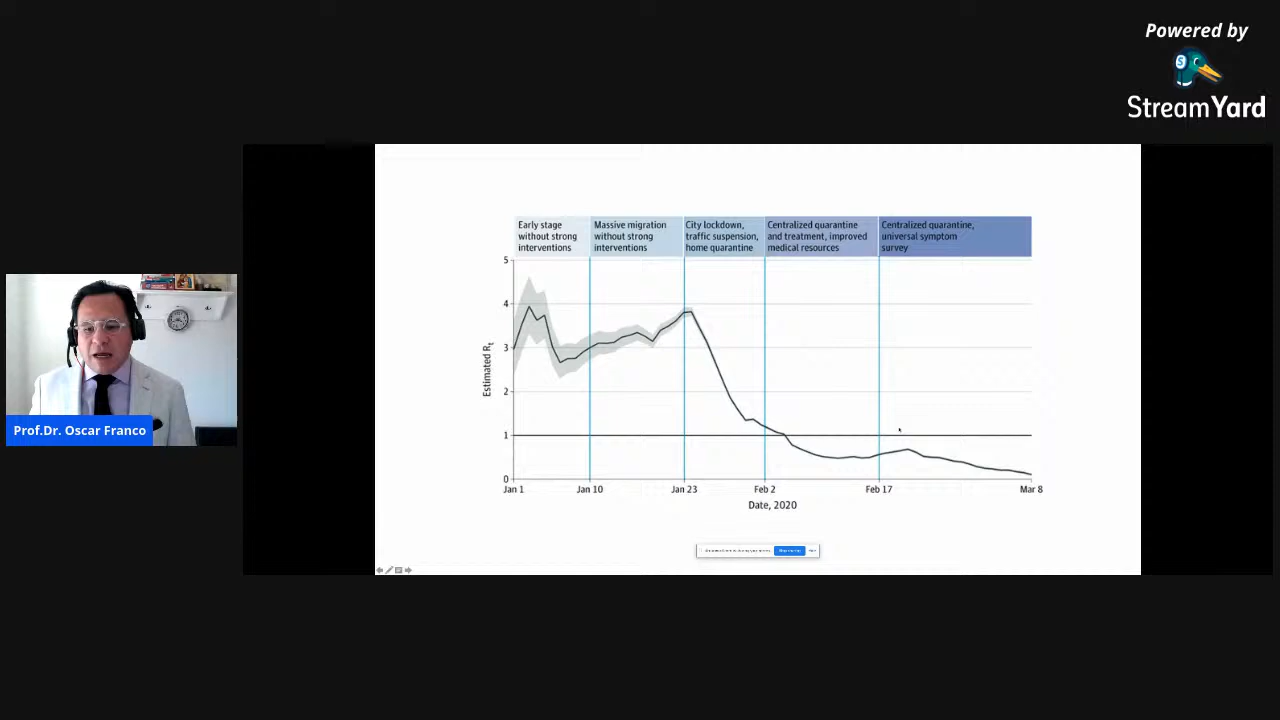 Powered by
StreamYard
Early stage
without strong
interventions
Massive migration
without strong
interventions
City lockdown,
traffic suspension,
home quarantine
Centralized quarantine
and treatment, improved
medical resources
Centralized quarantine,
universal symptom
survey
5
4
3
2
1
0
Estimated Rt
Jan 1
Jan 10
Jan 23
Feb 2
Feb 17
Mar 8
Date, 2020
Prof.Dr. Oscar Franco